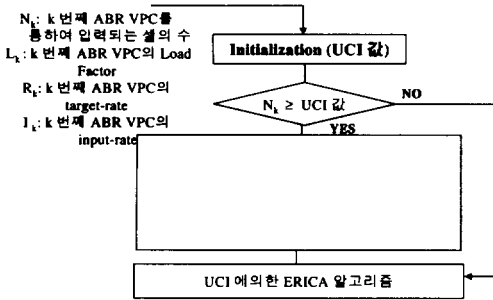 N_k: k 번째 ABR VPC를
통하여 입력되는 셀의 수
L_k: k 번째 ABR VPC의 Load
Factor
R_k: k 번째 ABR VPC의
target-rate
I_k: k 번째 ABR VPC의
input-rate
Initialization (UCI 값)
N_k ≥ UCI 값
NO
YES
UCI 에의한 ERICA 알고리즘